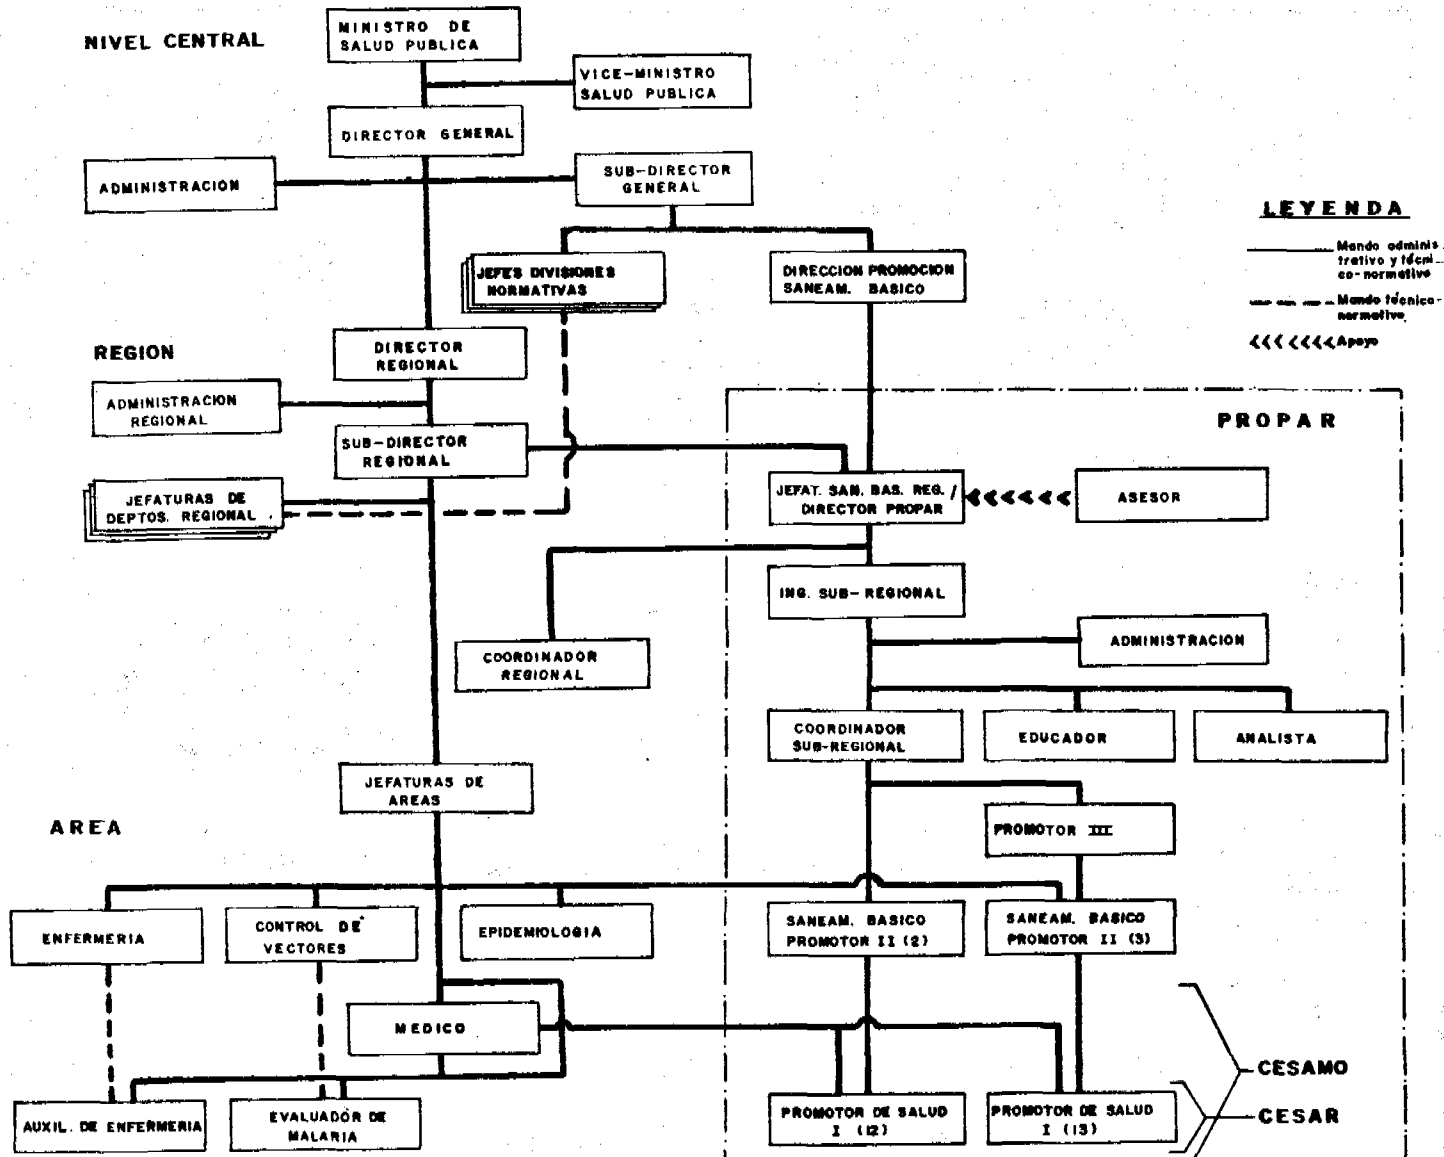 NIVEL CENTRAL
MINISTRO DE
SALUD PUBLICA
VICE-MINISTRO
SALUD PUBLICA
DIRECTOR GENERAL
ADMINISTRACION
SUB-DIRECTOR
GENERAL
LEYENDA
Mando adminis
trativo y técni_
co-normativo
Mando técnico-
normativo
Apoyo
JEFES DIVISIONES
NORMATIVAS
DIRECCION PROMOCION
SANEAM. BASICO
REGION
DIRECTOR
REGIONAL
ADMINISTRACION
REGIONAL
SUB-DIRECTOR
REGIONAL
PROPAR
JEFATURAS DE
DEPTOS. REGIONAL
JEFAT. SAN. BAS. REG. /
DIRECTOR PROPAR
ASESOR
ING. SUB-REGIONAL
ADMINISTRACION
COORDINADOR
REGIONAL
COORDINADOR
SUB-REGIONAL
EDUCADOR
ANALISTA
JEFATURAS DE
AREAS
AREA
PROMOTOR III
ENFERMERIA
CONTROL DE
VECTORES
EPIDEMIOLOGIA
SANEAM. BASICO
PROMOTOR II (2)
SANEAM. BASICO
PROMOTOR II (3)
MEDICO
CESAMO
AUXIL. DE ENFERMERIA
EVALUADOR DE
MALARIA
PROMOTOR DE SALUD
I (12)
PROMOTOR DE SALUD
I (13)
CESAR